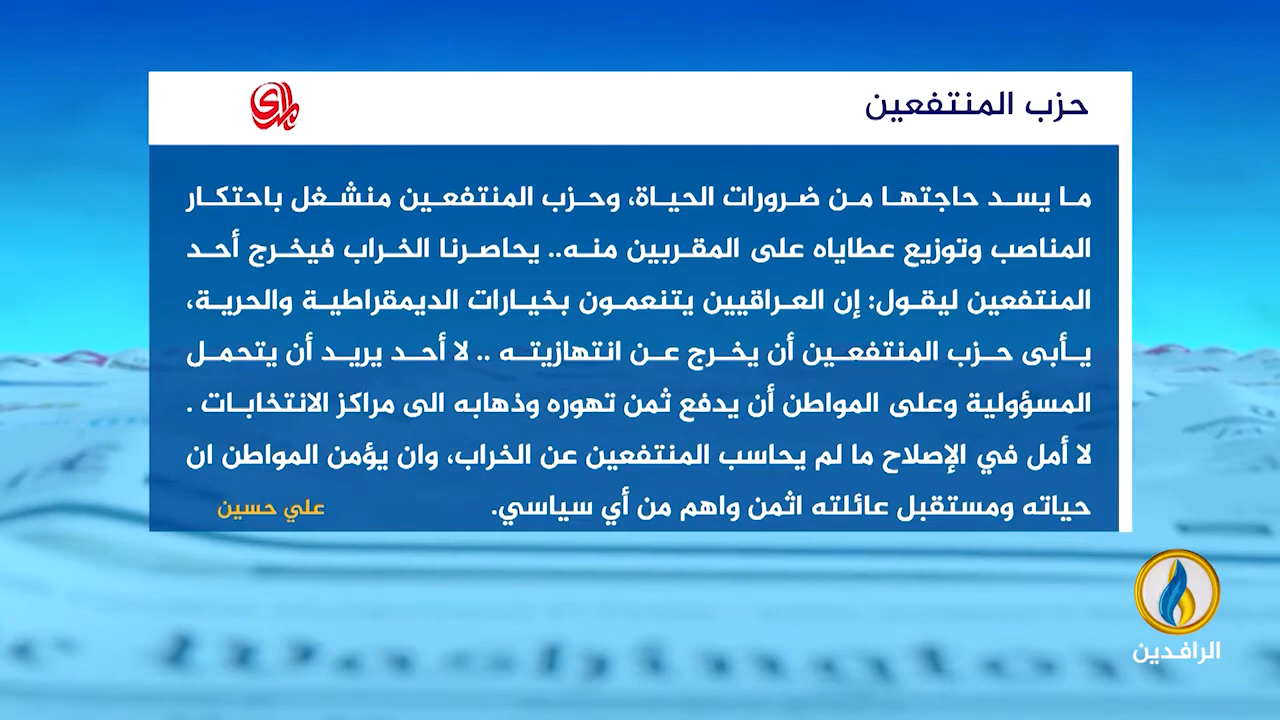 حزب المنتفعين
المدى
ما يسد حاجتها من ضرورات الحياة، وحزب المنتفعين منشغل باحتكار
المناصب وتوزيع عطاياه على المقربين منه.. يحاصرنا الخراب فيخرج أحد
المنتفعين ليقول: إن العراقيين يتنعمون بخيارات الديمقراطية والحرية،
يأبى حزب المنتفعين أن يخرج عن انتهازيته .. لا أحد يريد أن يتحمل
المسؤولية وعلى المواطن أن يدفع ثمن تهوره وذهابه الى مراكز الانتخابات .
لا أمل في الإصلاح ما لم يحاسب المنتفعين عن الخراب، وان يؤمن المواطن ان
حياته ومستقبل عائلته اثمن واهم من أي سياسي.
علي حسين
الرافدين